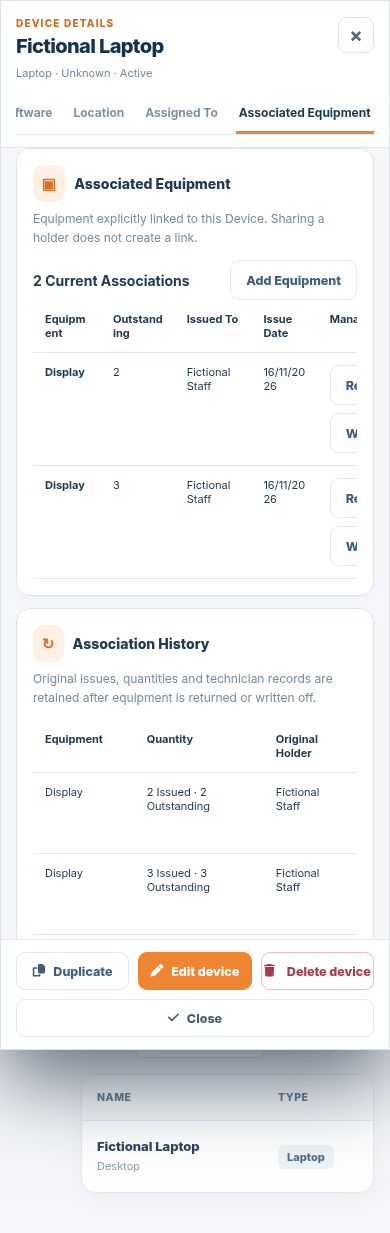 DEVICE DETAILS
Fictional Laptop
Laptop · Unknown · Active
ftware Location Assigned To Associated Equipment
Associated Equipment
Equipment explicitly linked to this Device. Sharing a
holder does not create a link.
2 Current Associations Add Equipment
Equipm Outstand Issued To Issue Mana
ent ing Date
Display 2 Fictional 16/11/20 Re
Staff 26
W
Display 3 Fictional 16/11/20 Re
Staff 26
W
Association History
Original issues, quantities and technician records are
retained after equipment is returned or written off.
Equipment Quantity Original
Holder
Display 2 Issued · 2 Fictional
Outstanding Staff
Display 3 Issued · 3 Fictional
Outstanding Staff
Duplicate Edit device Delete device
Close
NAME TYPE
Fictional Laptop Laptop
Desktop